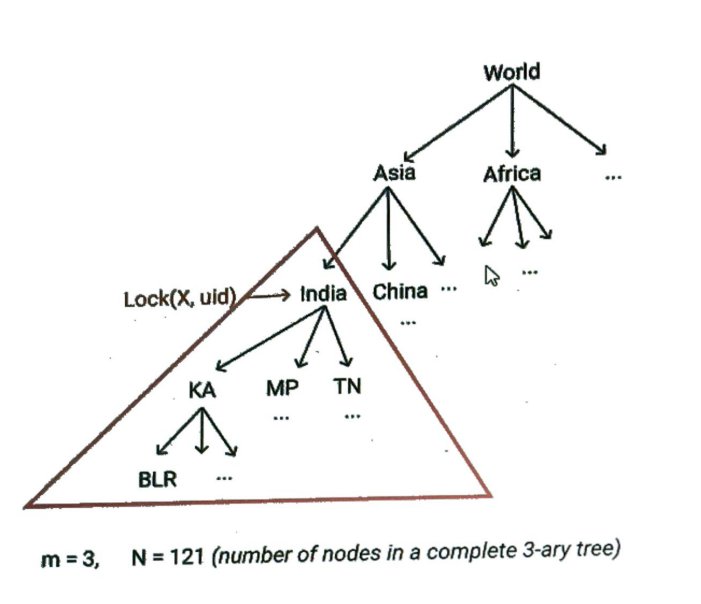 World
Asia Africa ...
Lock(X, uid) India China ... ...
...
KA MP TN
... ...
BLR ...
m = 3, N = 121 (number of nodes in a complete 3-ary tree)